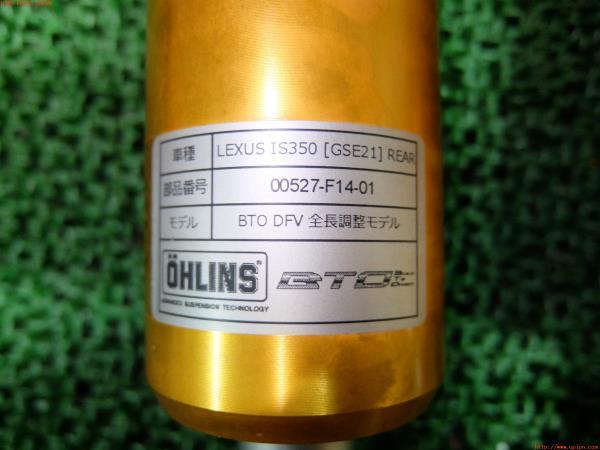 車種 LEXUS IS350 [GSE21] REAR
部品番号 00527-F14-01
モデル BTO DFV 全長調整モデル
ÖHLINS® BTO
ADVANCED SUSPENSION TECHNOLOGY